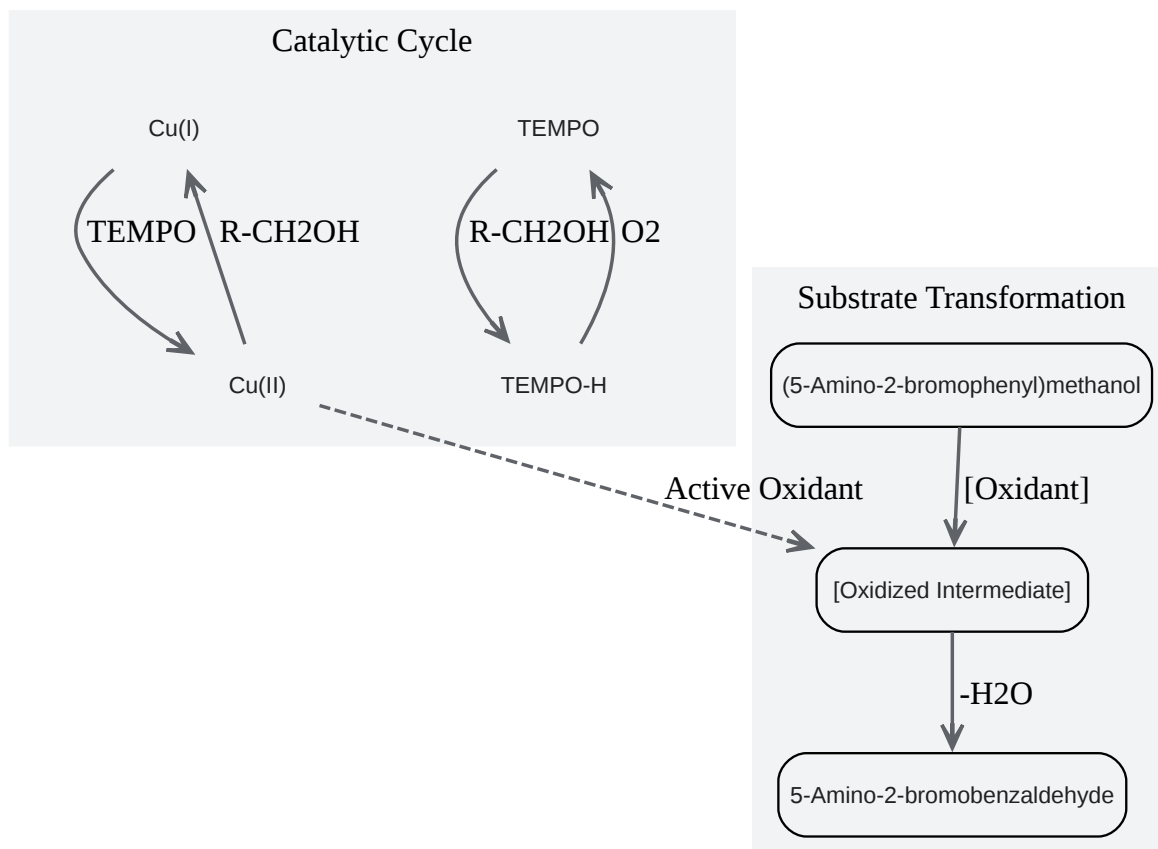 Catalytic Cycle
Cu(I)
TEMPO
TEMPO
R-CH2OH
R-CH2OH
O2
Cu(II)
TEMPO-H
Substrate Transformation
(5-Amino-2-bromophenyl)methanol
Active Oxidant
[Oxidant]
[Oxidized Intermediate]
-H2O
5-Amino-2-bromobenzaldehyde